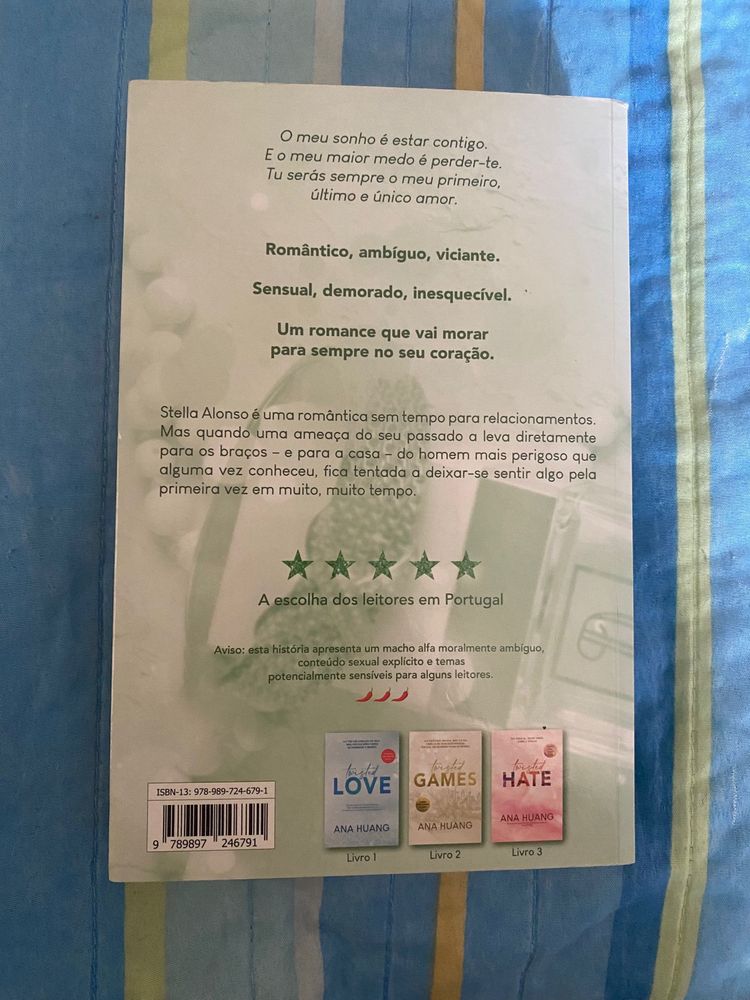 O meu sonho é estar contigo.
E o meu maior medo é perder-te.
Tu serás sempre o meu primeiro,
último e único amor.
Romântico, ambíguo, viciante.
Sensual, demorado, inesquecível.
Um romance que vai morar
para sempre no seu coração.
Stella Alonso é uma romântica sem tempo para relacionamentos.
Mas quando uma ameaça do seu passado a leva diretamente
para os braços – e para a casa – do homem mais perigoso que
alguma vez conheceu, fica tentada a deixar-se sentir algo pela
primeira vez em muito, muito tempo.
A escolha dos leitores em Portugal
Aviso: esta história apresenta um macho alfa moralmente ambíguo,
conteúdo sexual explícito e temas
potencialmente sensíveis para alguns leitores.
ISBN-13: 978-989-724-679-1
9 789897 246791
twisted
LOVE
ANA HUANG
Livro 1
twisted
GAMES
ANA HUANG
Livro 2
twisted
HATE
ANA HUANG
Livro 3